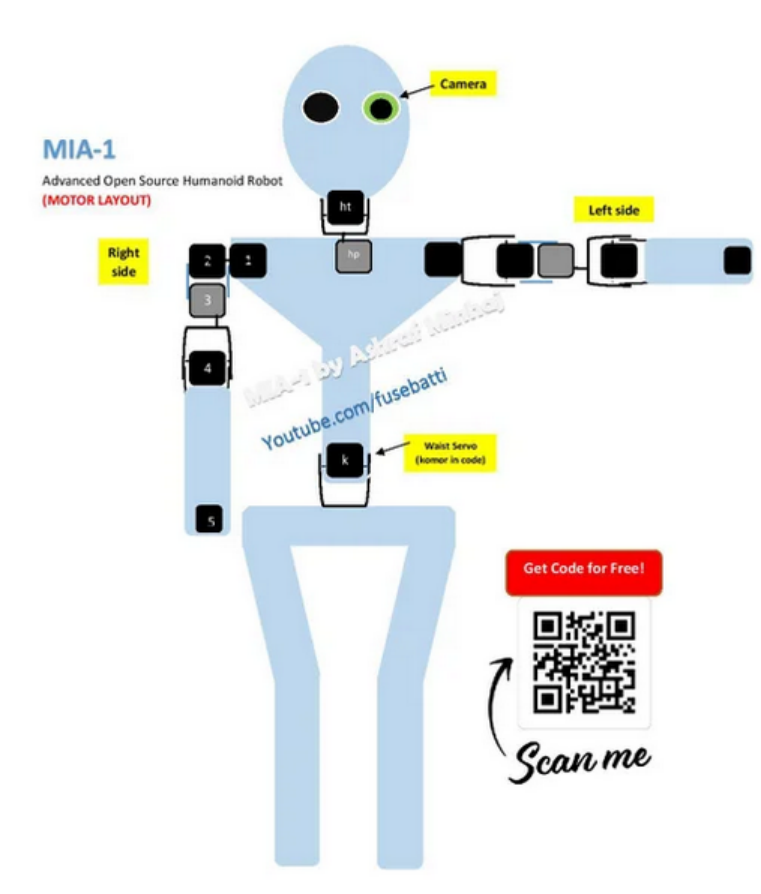 Camera
MIA-1
Advanced Open Source Humanoid Robot
(MOTOR LAYOUT)
ht
Left side
Right
side
2
1
hp
3
4
MIA-1 by Ashraf Minhaj
Youtube.com/fusebatti
k
Waist Servo
(komor in code)
5
Get Code for Free!
Scan me